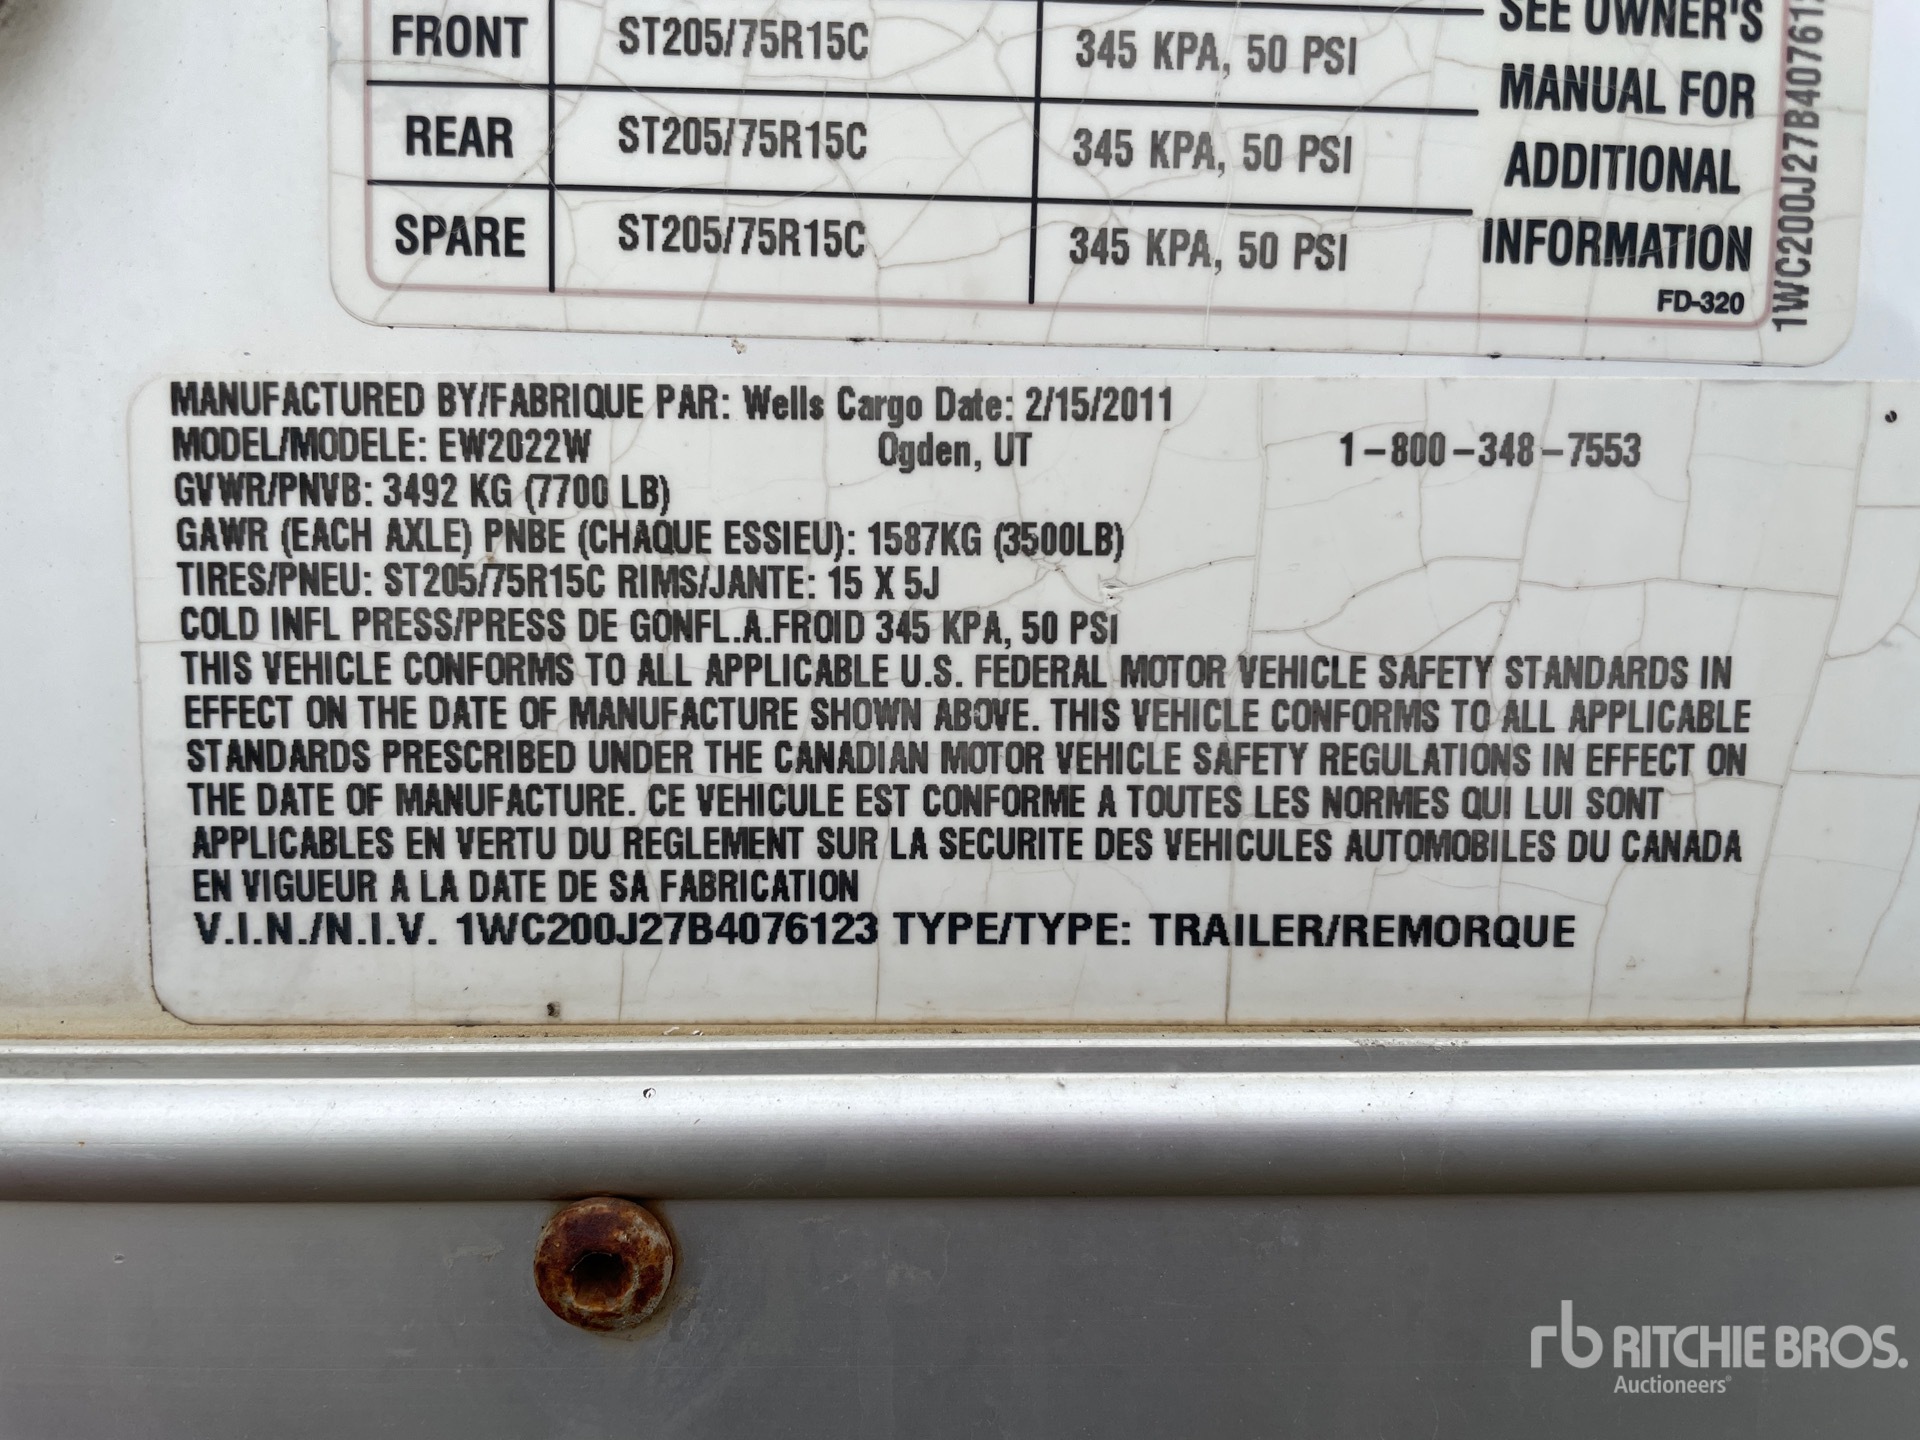 FRONT ST205/75R15C 345 KPA, 50 PSI
REAR ST205/75R15C 345 KPA, 50 PSI
SPARE ST205/75R15C 345 KPA, 50 PSI
SEE OWNER'S
MANUAL FOR
ADDITIONAL
INFORMATION
FD-320
1WC200J27B407612
MANUFACTURED BY/FABRIQUE PAR: Wells Cargo Date: 2/15/2011
MODEL/MODELE: EW2022W Ogden, UT 1-800-348-7553
GVWR/PNVB: 3492 KG (7700 LB)
GAWR (EACH AXLE) PNBE (CHAQUE ESSIEU): 1587KG (3500LB)
TIRES/PNEU: ST205/75R15C RIMS/JANTE: 15 X 5J
COLD INFL PRESS/PRESS DE GONFL.A.FROID 345 KPA, 50 PSI
THIS VEHICLE CONFORMS TO ALL APPLICABLE U.S. FEDERAL MOTOR VEHICLE SAFETY STANDARDS IN
EFFECT ON THE DATE OF MANUFACTURE SHOWN ABOVE. THIS VEHICLE CONFORMS TO ALL APPLICABLE
STANDARDS PRESCRIBED UNDER THE CANADIAN MOTOR VEHICLE SAFETY REGULATIONS IN EFFECT ON
THE DATE OF MANUFACTURE. CE VEHICULE EST CONFORME A TOUTES LES NORMES QUI LUI SONT
APPLICABLES EN VERTU DU REGLEMENT SUR LA SECURITE DES VEHICULES AUTOMOBILES DU CANADA
EN VIGUEUR A LA DATE DE SA FABRICATION
V.I.N./N.I.V. 1WC200J27B4076123 TYPE/TYPE: TRAILER/REMORQUE
rb RITCHIE BROS.
Auctioneers